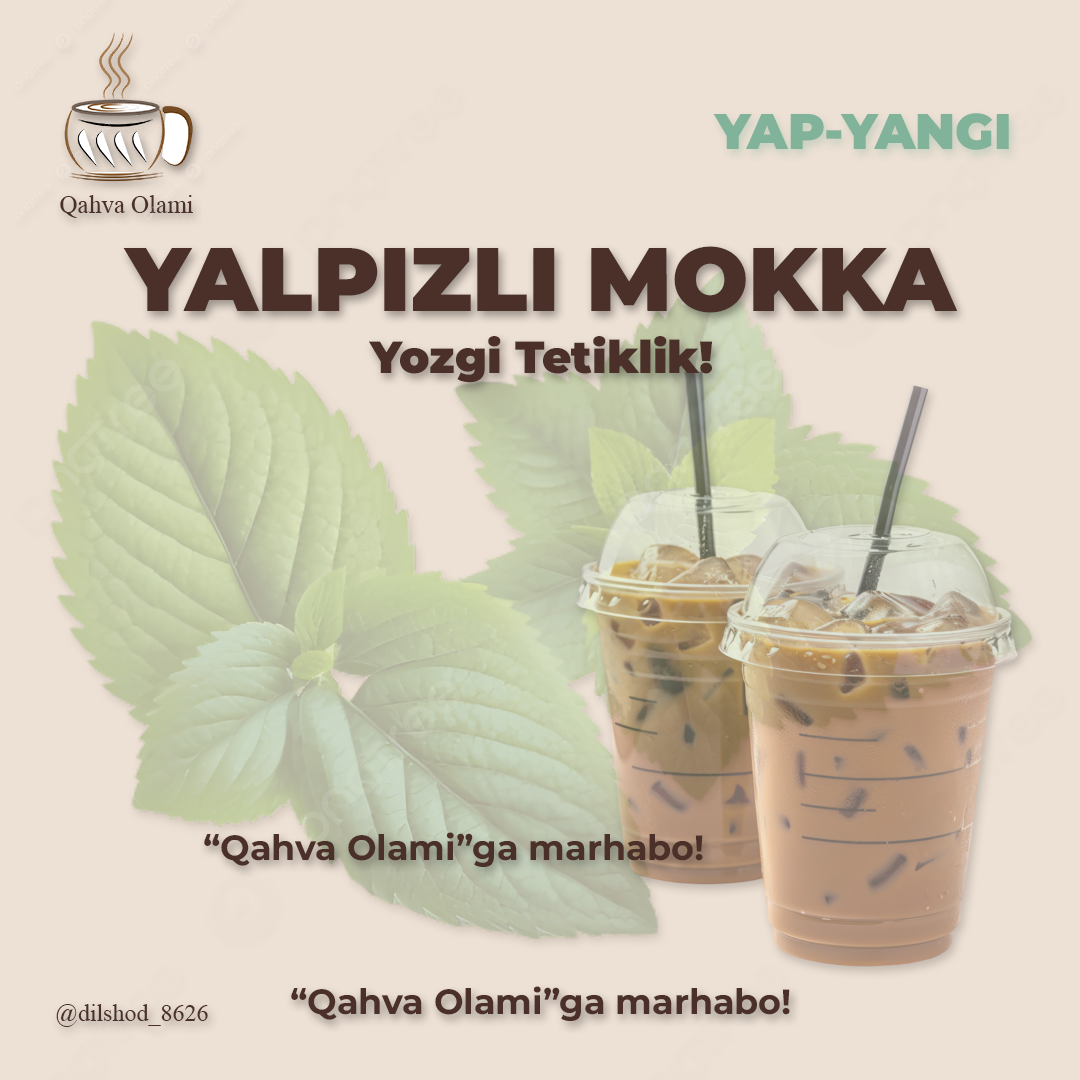 YAP-YANGI
Qahva Olami
YALPIZLI MOKKA
Yozgi Tetiklik!
“Qahva Olami”ga marhabo!
“Qahva Olami”ga marhabo!
@dilshod_8626